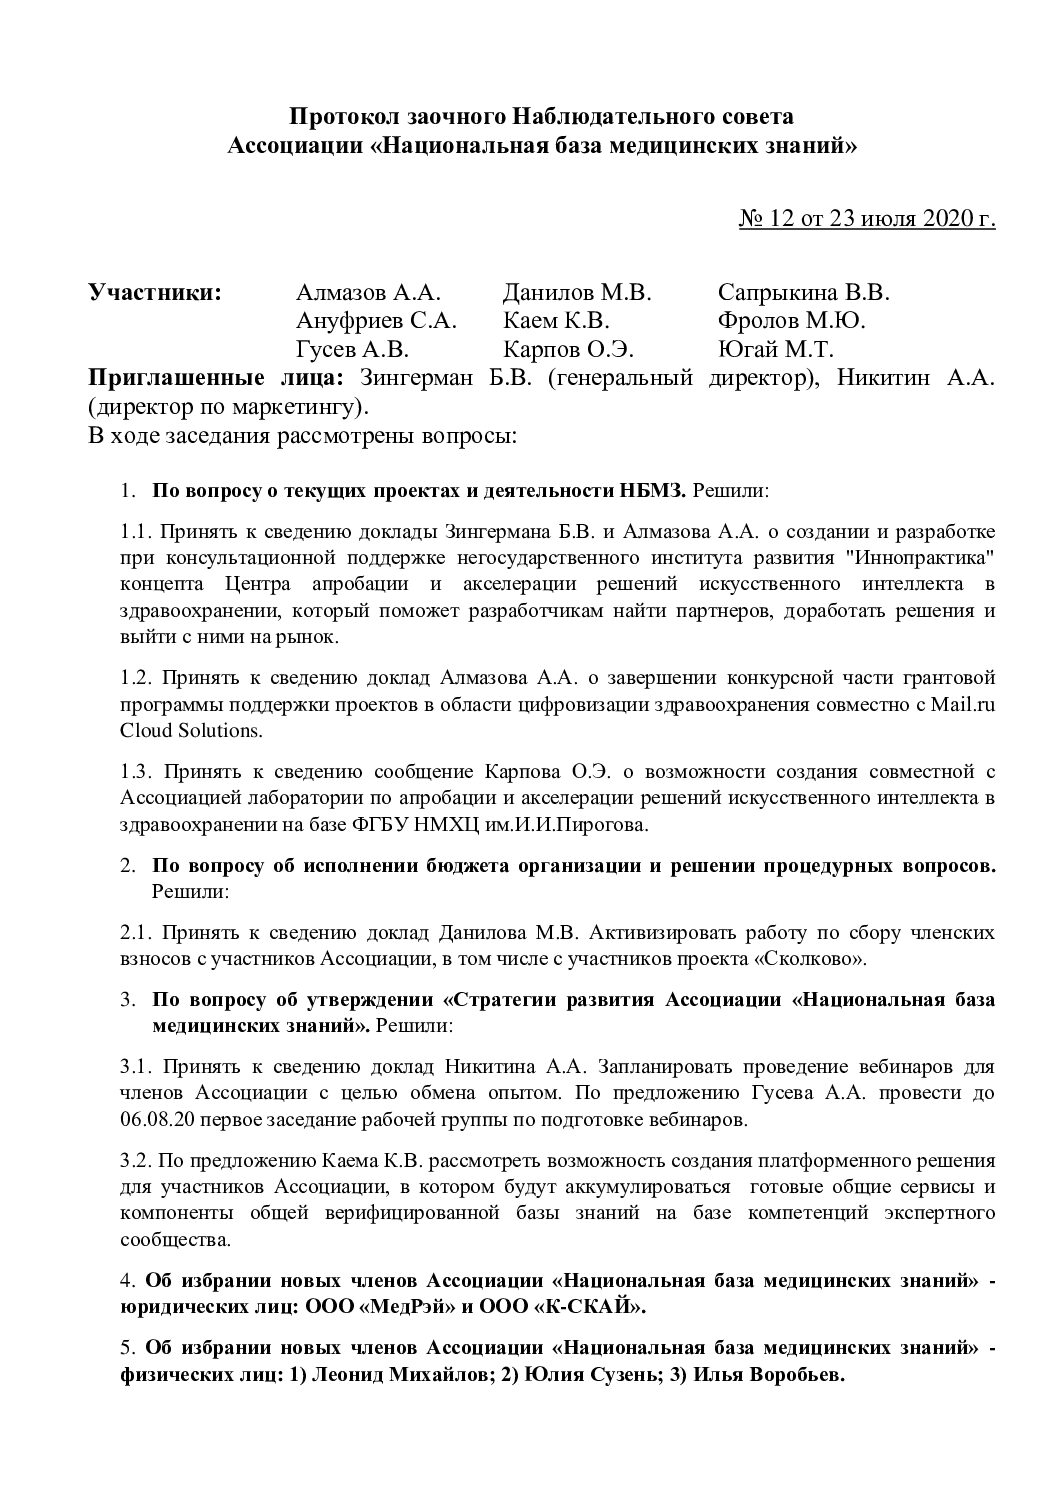 Протокол заочного Наблюдательного совета
Ассоциации «Национальная база медицинских знаний»
№ 12 от 23 июля 2020 г.
Участники: Алмазов А.А. Данилов М.В. Сапрыкина В.В.
Ануфриев С.А. Каем К.В. Фролов М.Ю.
Гусев А.В. Карпов О.Э. Югай М.Т.
Приглашенные лица: Зингерман Б.В. (генеральный директор), Никитин А.А.
(директор по маркетингу).
В ходе заседания рассмотрены вопросы:
1. По вопросу о текущих проектах и деятельности НБМЗ. Решили:
1.1. Принять к сведению доклады Зингермана Б.В. и Алмазова А.А. о создании и разработке
при консультационной поддержке негосударственного института развития "Иннопрактика"
концепта Центра апробации и акселерации решений искусственного интеллекта в
здравоохранении, который поможет разработчикам найти партнеров, доработать решения и
выйти с ними на рынок.
1.2. Принять к сведению доклад Алмазова А.А. о завершении конкурсной части грантовой
программы поддержки проектов в области цифровизации здравоохранения совместно с Mail.ru
Cloud Solutions.
1.3. Принять к сведению сообщение Карпова О.Э. о возможности создания совместной с
Ассоциацией лаборатории по апробации и акселерации решений искусственного интеллекта в
здравоохранении на базе ФГБУ НМХЦ им.И.И.Пирогова.
2. По вопросу об исполнении бюджета организации и решении процедурных вопросов.
Решили:
2.1. Принять к сведению доклад Данилова М.В. Активизировать работу по сбору членских
взносов с участников Ассоциации, в том числе с участников проекта «Сколково».
3. По вопросу об утверждении «Стратегии развития Ассоциации «Национальная база
медицинских знаний». Решили:
3.1. Принять к сведению доклад Никитина А.А. Запланировать проведение вебинаров для
членов Ассоциации с целью обмена опытом. По предложению Гусева А.А. провести до
06.08.20 первое заседание рабочей группы по подготовке вебинаров.
3.2. По предложению Каема К.В. рассмотреть возможность создания платформенного решения
для участников Ассоциации, в котором будут аккумулироваться готовые общие сервисы и
компоненты общей верифицированной базы знаний на базе компетенций экспертного
сообщества.
4. Об избрании новых членов Ассоциации «Национальная база медицинских знаний» -
юридических лиц: ООО «МедРэй» и ООО «К-СКАЙ».
5. Об избрании новых членов Ассоциации «Национальная база медицинских знаний» -
физических лиц: 1) Леонид Михайлов; 2) Юлия Сузень; 3) Илья Воробьев.